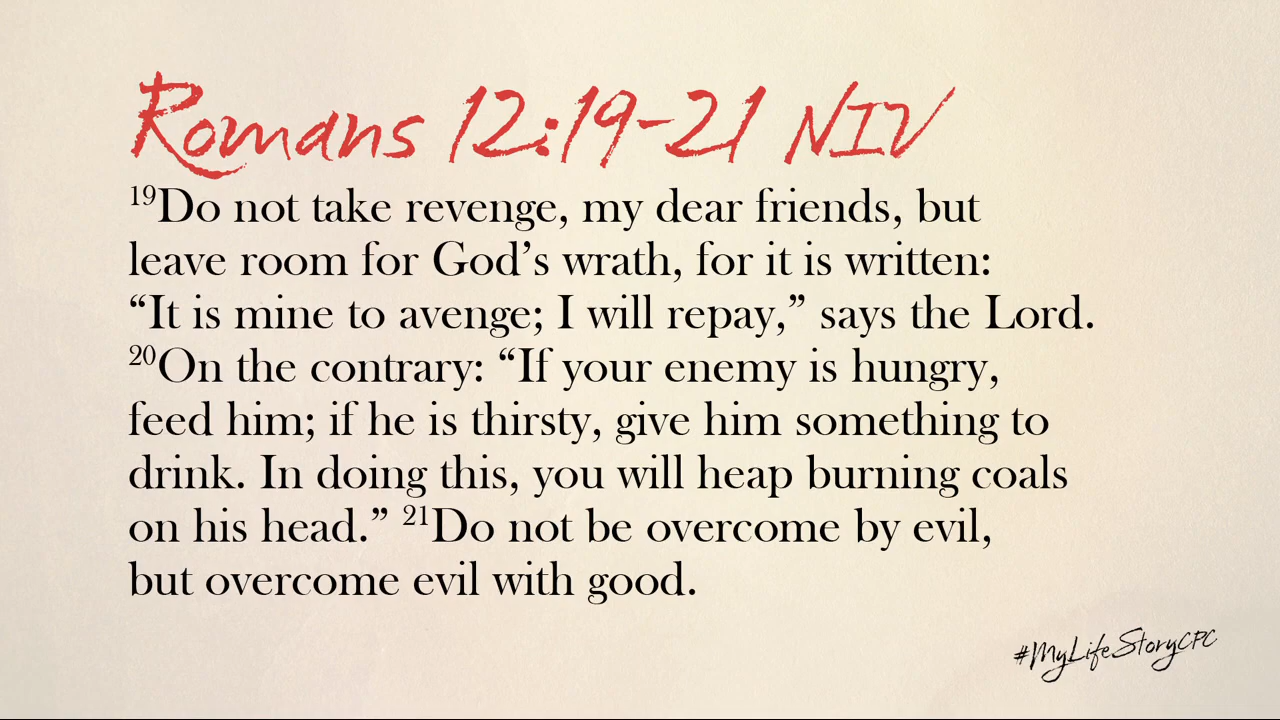 Romans 12:19-21 NIV
19Do not take revenge, my dear friends, but
leave room for God’s wrath, for it is written:
“It is mine to avenge; I will repay,” says the Lord.
20On the contrary: “If your enemy is hungry,
feed him; if he is thirsty, give him something to
drink. In doing this, you will heap burning coals
on his head.” 21Do not be overcome by evil,
but overcome evil with good.
#MyLifeStoryCPC